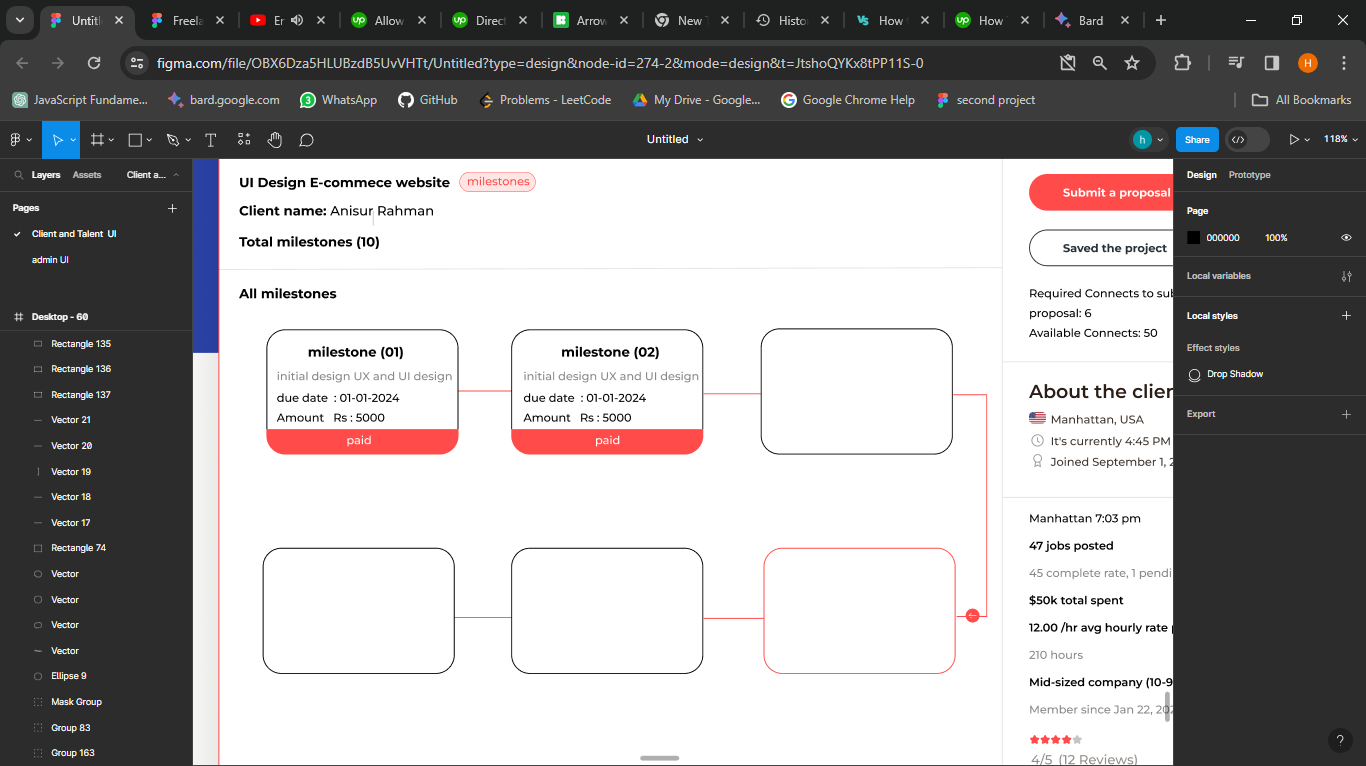 Untitl
Freela
Er
Allow
Direct
Arrow
New T
Histo
How
How
Bard
figma.com/file/OBX6Dza5HLUBzdB5UvVHTt/Untitled?type=design&node-id=274-2&mode=design&t=JtshoQYKx8tPP11S-0
H
JavaScript Fundame...
bard.google.com
WhatsApp
GitHub
Problems - LeetCode
My Drive - Google...
Google Chrome Help
second project
All Bookmarks
Untitled
h
Share
118%
Layers
Assets
Client a...
Pages
Client and Talent UI
admin UI
Desktop - 60
Rectangle 135
Rectangle 136
Rectangle 137
Vector 21
Vector 20
Vector 19
Vector 18
Vector 17
Rectangle 74
Vector
Vector
Vector
Vector
Ellipse 9
Mask Group
Group 83
Group 163
UI Design E-commece website
milestones
Client name: Anisur Rahman
Total milestones (10)
All milestones
milestone (01)
initial design UX and UI design
due date : 01-01-2024
Amount Rs : 5000
paid
milestone (02)
initial design UX and UI design
due date : 01-01-2024
Amount Rs : 5000
paid
Submit a proposal
Saved the project
Required Connects to sub
proposal: 6
Available Connects: 50
About the clien
Manhattan, USA
It's currently 4:45 PM
Joined September 1, 2
Manhattan 7:03 pm
47 jobs posted
45 complete rate, 1 pendi
$50k total spent
12.00 /hr avg hourly rate p
210 hours
Mid-sized company (10-9
Member since Jan 22, 202
4/5 (12 Reviews)
Design
Prototype
Page
000000
100%
Local variables
Local styles
Effect styles
Drop Shadow
Export
?